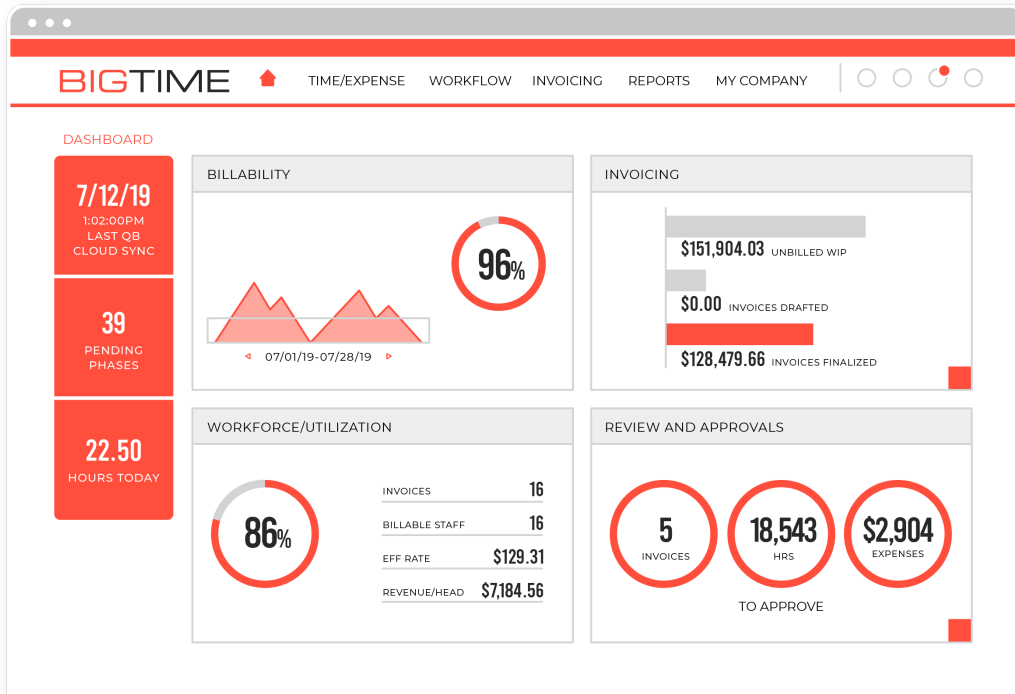 BIGTIME
TIME/EXPENSE WORKFLOW INVOICING REPORTS MY COMPANY
DASHBOARD
7/12/19
1:02:00PM
LAST QB
CLOUD SYNC
39
PENDING
PHASES
22.50
HOURS TODAY
BILLABILITY
96%
07/01/19-07/28/19
INVOICING
$151,904.03 UNBILLED WIP
$0.00 INVOICES DRAFTED
$128,479.66 INVOICES FINALIZED
WORKFORCE/UTILIZATION
86%
INVOICES 16
BILLABLE STAFF 16
EFF RATE $129.31
REVENUE/HEAD $7,184.56
REVIEW AND APPROVALS
5
INVOICES
18,543
HRS
$2,904
EXPENSES
TO APPROVE